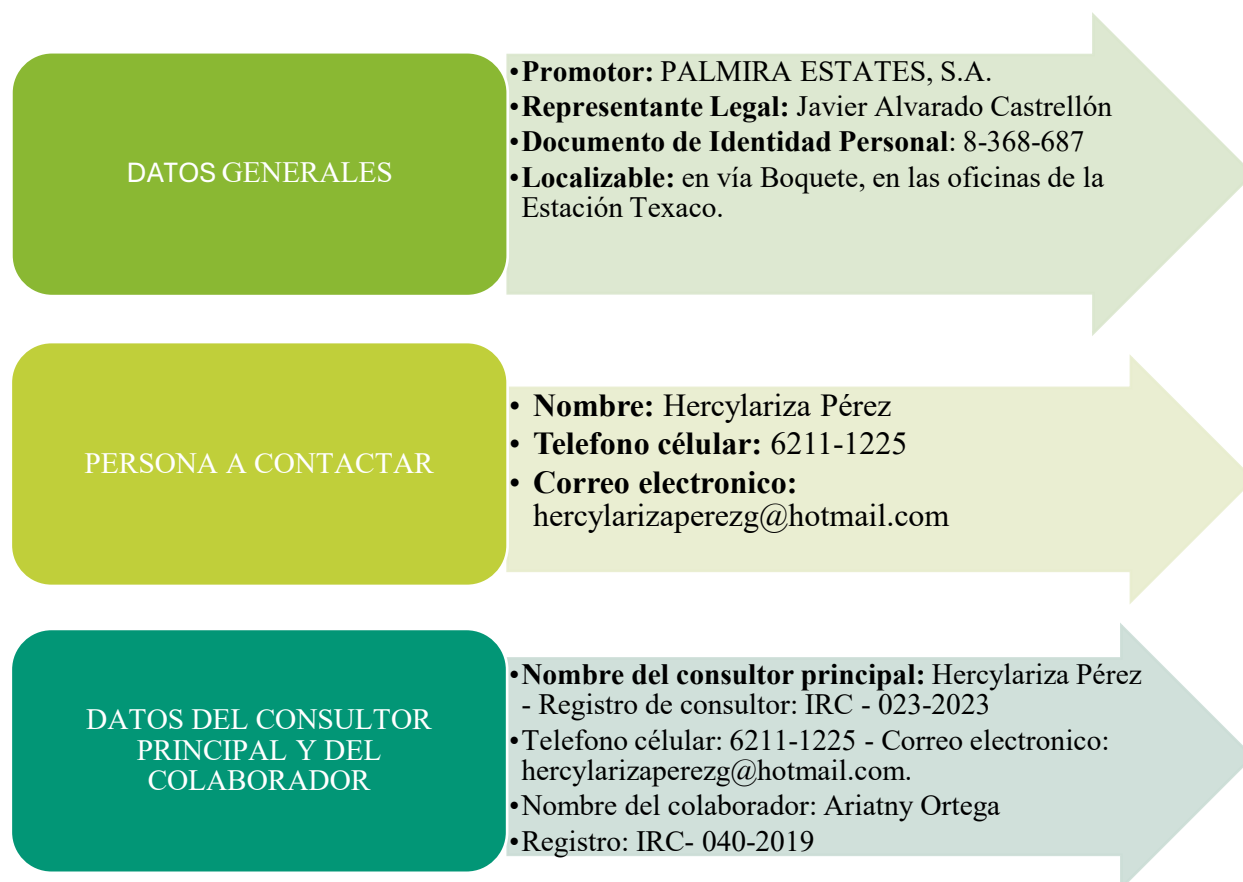 DATOS GENERALES
•Promotor: PALMIRA ESTATES, S.A.
•Representante Legal: Javier Alvarado Castrellón
•Documento de Identidad Personal: 8-368-687
•Localizable: en vía Boquete, en las oficinas de la
Estación Texaco.
PERSONA A CONTACTAR
• Nombre: Hercylariza Pérez
• Telefono célular: 6211-1225
• Correo electronico:
hercylarizaperezg@hotmail.com
DATOS DEL CONSULTOR
PRINCIPAL Y DEL
COLABORADOR
•Nombre del consultor principal: Hercylariza Pérez
- Registro de consultor: IRC - 023-2023
•Telefono célular: 6211-1225 - Correo electronico:
hercylarizaperezg@hotmail.com.
•Nombre del colaborador: Ariatny Ortega
•Registro: IRC- 040-2019